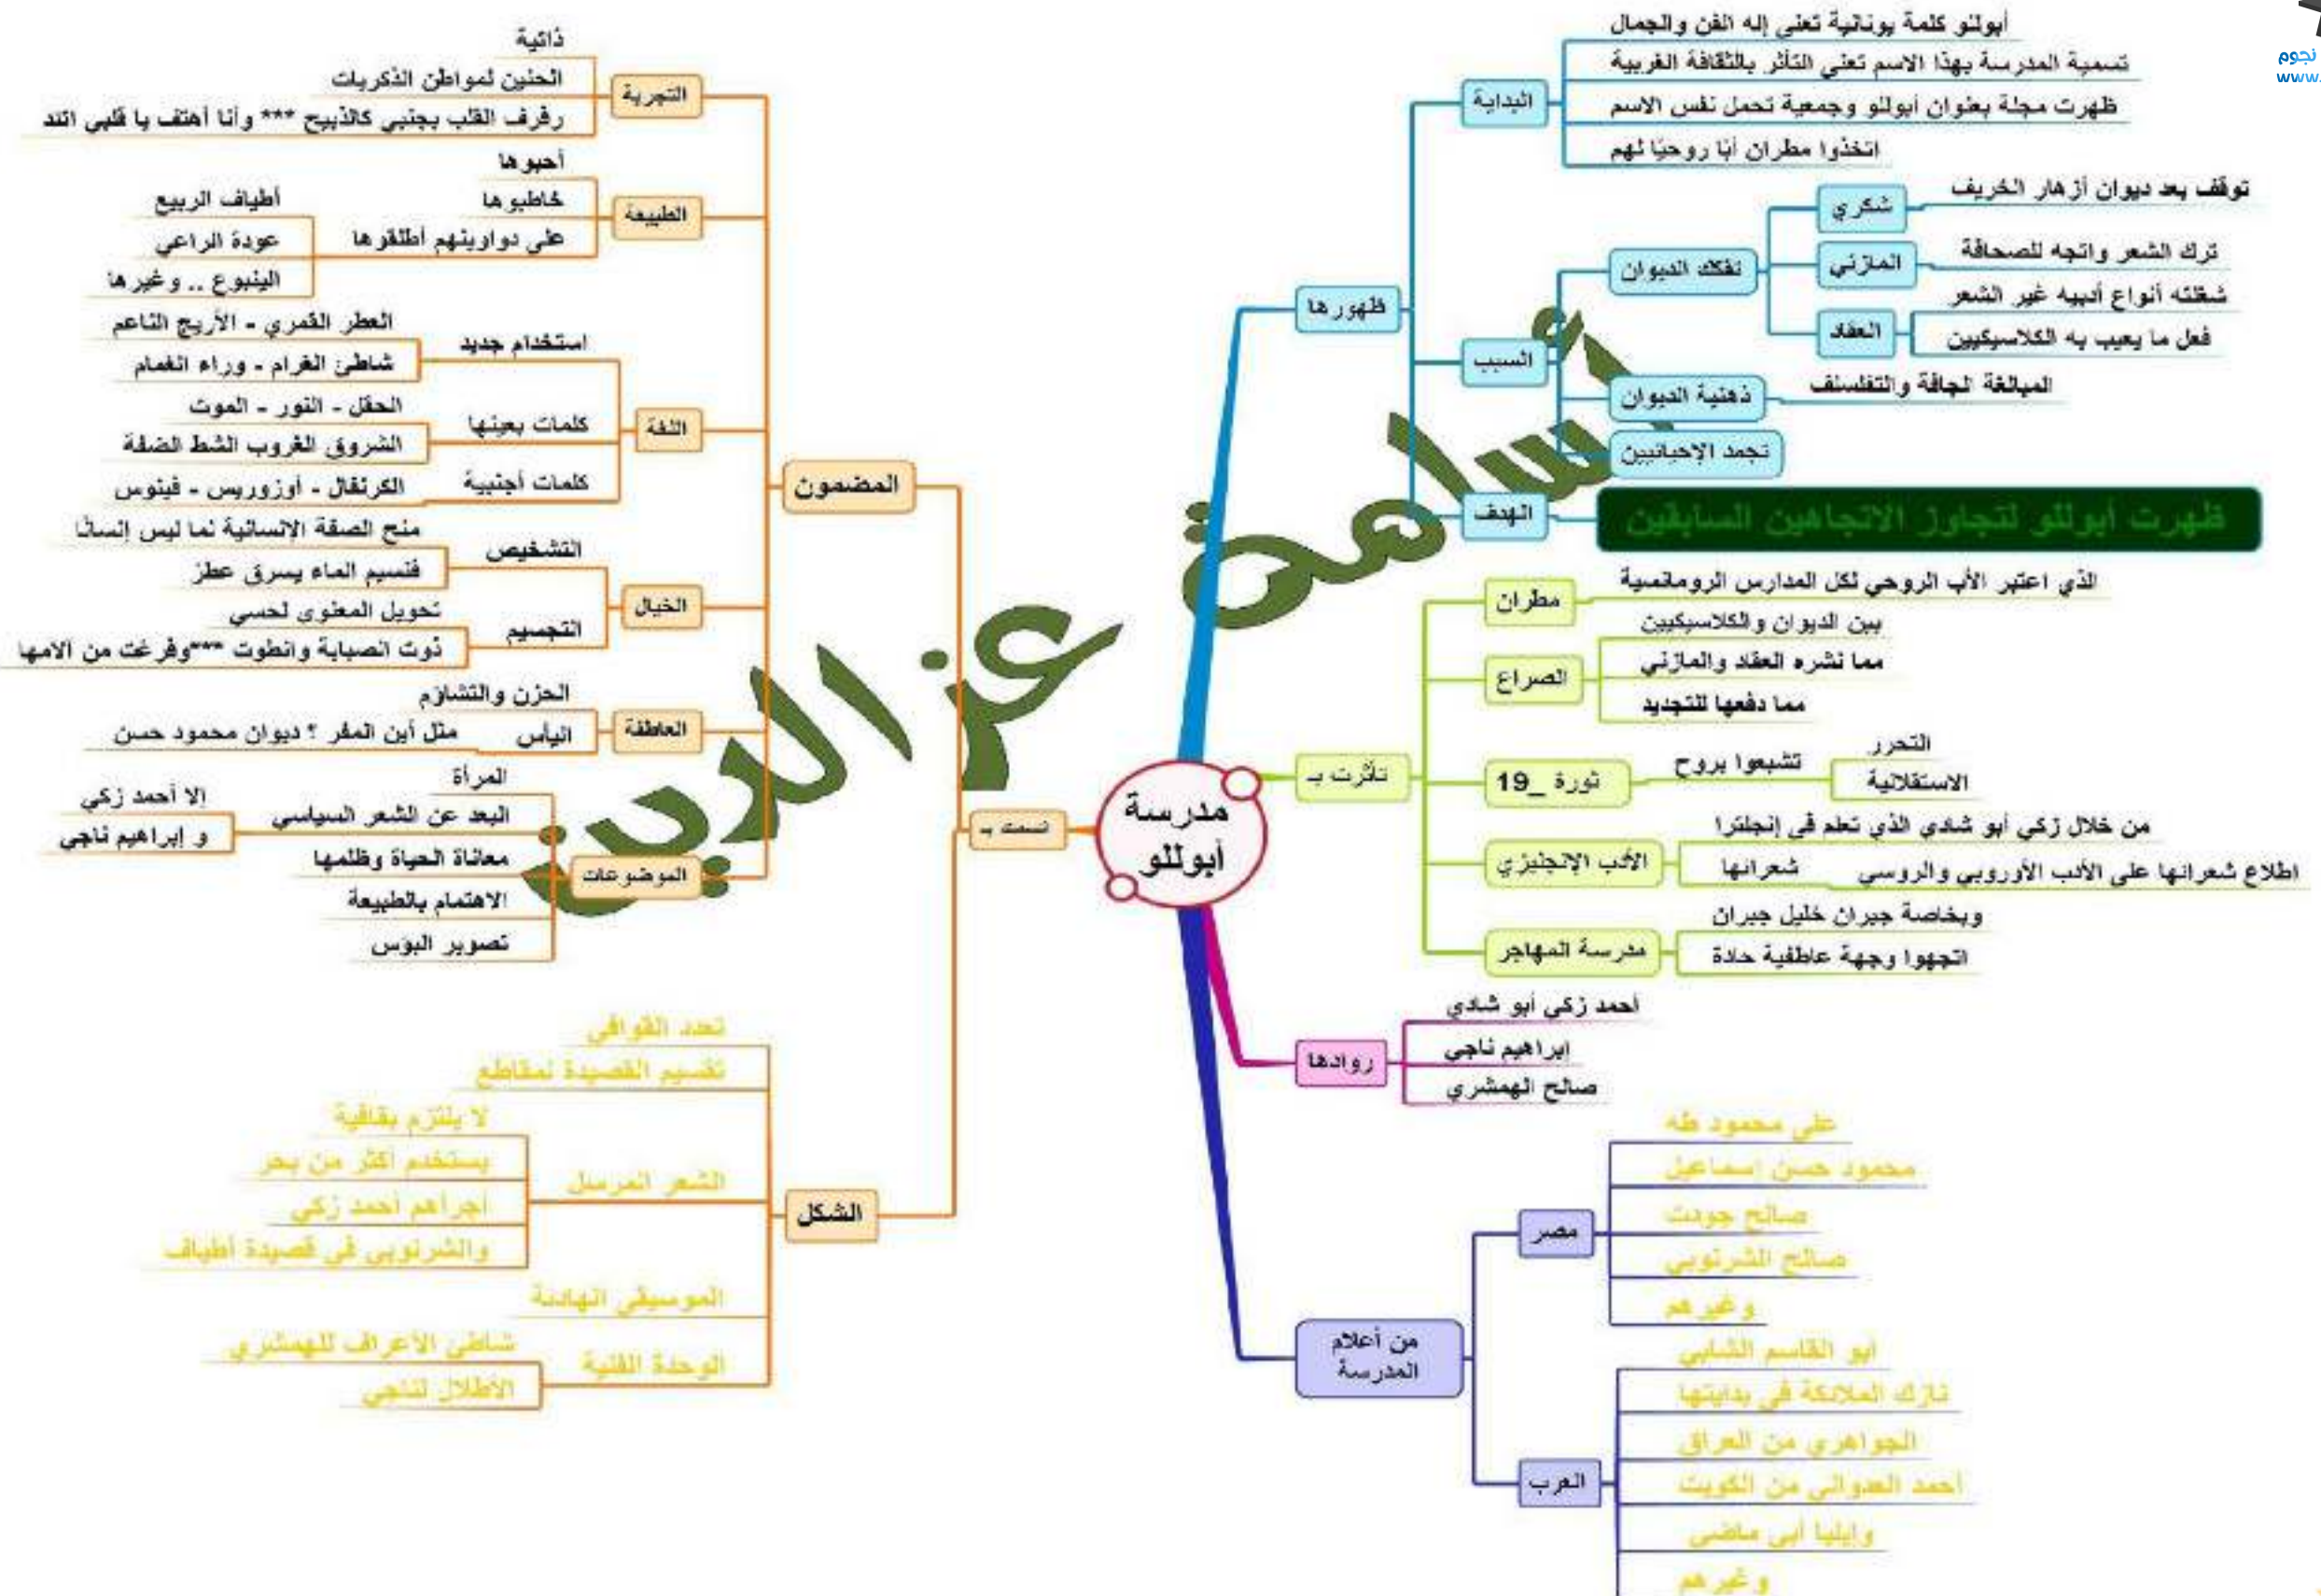 نجوم
www.
مدرسة
أبوللو
ظهورها
البداية
أبوللو كلمة يونانية تعني إله الفن والجمال
تسمية المدرسة بهذا الاسم تعني التأثر بالثقافة الغربية
ظهرت مجلة بعنوان أبوللو وجمعية تحمل نفس الاسم
اتخذوا مطران أبًا روحيًا لهم
السبب
تفكك الديوان
شكري
توقف بعد ديوان أزهار الخريف
المازني
ترك الشعر واتجه للصحافة
العقاد
شغلته أنواع أدبيه غير الشعر
فعل ما يعيب به الكلاسيكيين
ذهنية الديوان
المبالغة الجافة والتفلسف
تجمد الإحيائيين
الهدف
ظهرت أبوللو لتجاوز الاتجاهين السابقين
تأثرت بـ
مطران
الذي اعتبر الأب الروحي لكل المدارس الرومانسية
الصراع
بين الديوان والكلاسيكيين
مما نشره العقاد والمازني
مما دفعها للتجديد
ثورة _19
تشبعوا بروح
التحرر
الاستقلالية
الأدب الإنجليزي
من خلال زكي أبو شادي الذي تعلم في إنجلترا
شعرائها
اطلاع شعرائها على الأدب الأوروبي والروسي
مدرسة المهاجر
وبخاصة جبران خليل جبران
اتجهوا وجهة عاطفية حادة
روادها
أحمد زكي أبو شادي
إبراهيم ناجي
صالح الهمشري
من أعلام
المدرسة
مصر
علي محمود طه
محمود حسن إسماعيل
صالح جودت
صالح الشرنوبي
وغيرهم
العرب
أبو القاسم الشابي
نازك الملائكة في بدايتها
الجواهري من العراق
أحمد العدواني من الكويت
وإيليا أبي ماضي
وغيرهم
اتسمت بـ
المضمون
التجربة
ذاتية
الحنين لمواطن الذكريات
رفرف القلب بجنبي كالذبيح *** وأنا أهتف يا قلبي اتئد
الطبيعة
أحبوها
خاطبوها
على دواوينهم أطلقوها
أطياف الربيع
عودة الراعي
الينبوع .. وغيرها
اللغة
استخدام جديد
العطر القمري - الأريج الناعم
شاطئ الغرام - وراء الغمام
كلمات بعينها
الحقل - النور - الموت
الشروق الغروب الشط الضفة
كلمات أجنبية
الكرنفال - أوزوريس - فينوس
الخيال
التشخيص
منح الصفة الإنسانية لما ليس إنسانًا
فنسيم الماء يسرق عطر
التجسيم
تحويل المعنوى لحسي
ذوت الصبابة وانطوت ***وفرغت من آلامها
العاطفة
الحزن والتشاؤم
اليأس
مثل أين المفر ؟ ديوان محمود حسن
الموضوعات
المرأة
البعد عن الشعر السياسي
إلا أحمد زكي
و إبراهيم ناجي
معاناة الحياة وظلمها
الاهتمام بالطبيعة
تصوير البؤس
الشكل
تعدد القوافي
تقسيم القصيدة لمقاطع
الشعر المرسل
لا يلتزم بقافية
يستخدم أكثر من بحر
أجرأهم أحمد زكي
والشرنوبي في قصيدة أطياف
الموسيقى الهادئة
الوحدة الفنية
شاطئ الأعراف للهمشري
الأطلال لناجي
أسامة عز الدين